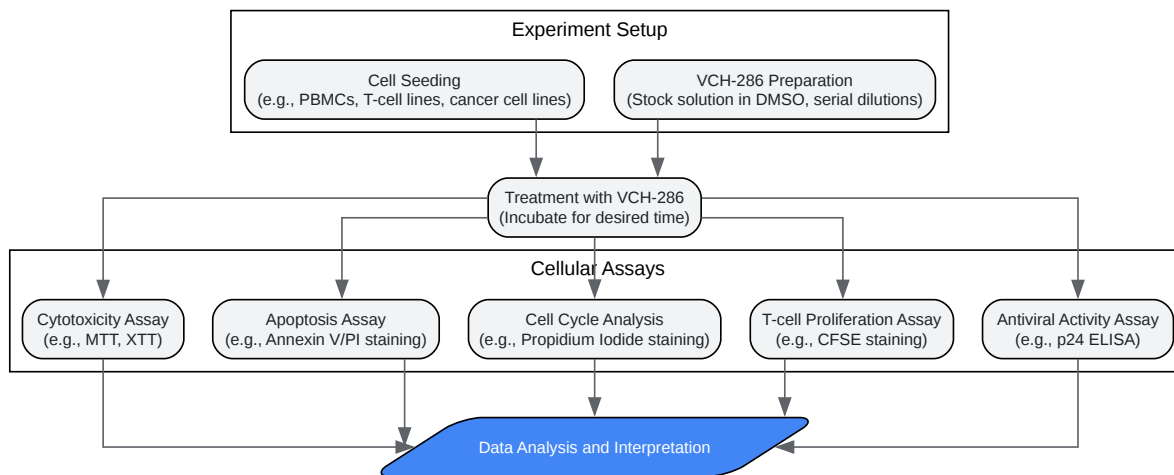 Experiment Setup
Cell Seeding
(e.g., PBMCs, T-cell lines, cancer cell lines)
VCH-286 Preparation
(Stock solution in DMSO, serial dilutions)
Treatment with VCH-286
(Incubate for desired time)
Cellular Assays
Cytotoxicity Assay
(e.g., MTT, XTT)
Apoptosis Assay
(e.g., Annexin V/PI staining)
Cell Cycle Analysis
(e.g., Propidium Iodide staining)
T-cell Proliferation Assay
(e.g., CFSE staining)
Antiviral Activity Assay
(e.g., p24 ELISA)
Data Analysis and Interpretation